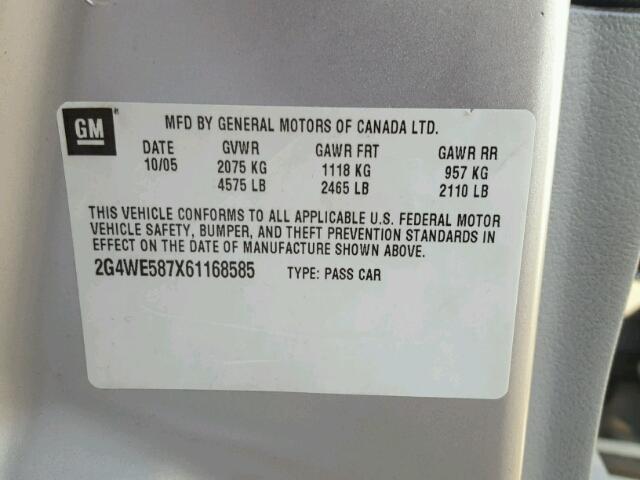 GM
MFD BY GENERAL MOTORS OF CANADA LTD.
DATE GVWR GAWR FRT GAWR RR
10/05 2075 KG 1118 KG 957 KG
4575 LB 2465 LB 2110 LB
THIS VEHICLE CONFORMS TO ALL APPLICABLE U.S. FEDERAL MOTOR
VEHICLE SAFETY, BUMPER, AND THEFT PREVENTION STANDARDS IN
EFFECT ON THE DATE OF MANUFACTURE SHOWN ABOVE.
2G4WE587X61168585 TYPE: PASS CAR